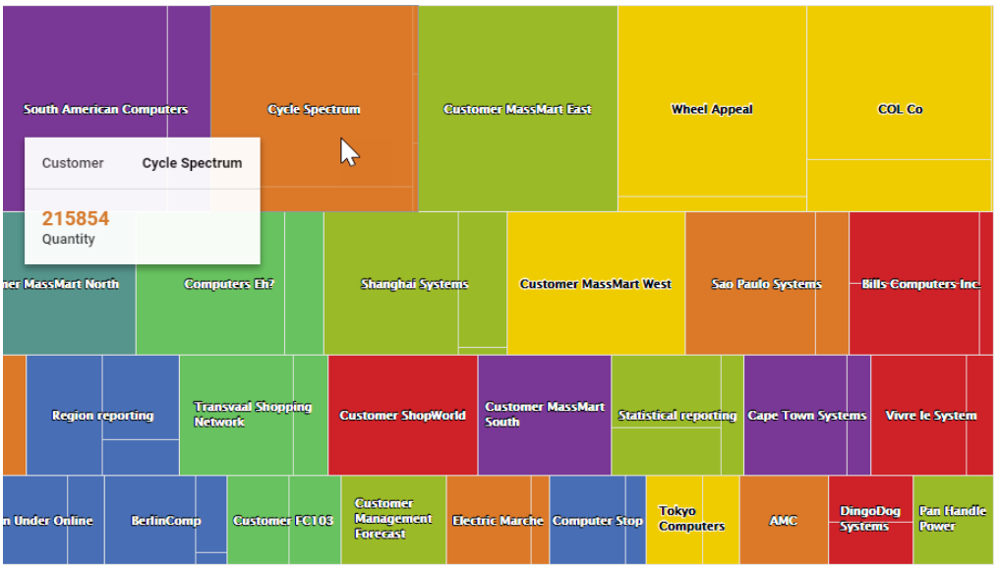 South American Computers
Cycle Spectrum
Customer MassMart East
Wheel Appeal
COL Co
Customer
Cycle Spectrum
215854
Quantity
MassMart North
Computers Eh?
Shanghai Systems
Customer MassMart West
Sao Paulo Systems
Bills Computers Inc.
Region reporting
Transvaal Shopping
Network
Customer ShopWorld
Customer MassMart
South
Statistical reporting
Cape Town Systems
Vivre le System
Under Online
BerlinComp
Customer FC103
Customer
Management
Forecast
Electric Marche
Computer Stop
Tokyo
Computers
AMC
DingoDog
Systems
Pan Handle
Power